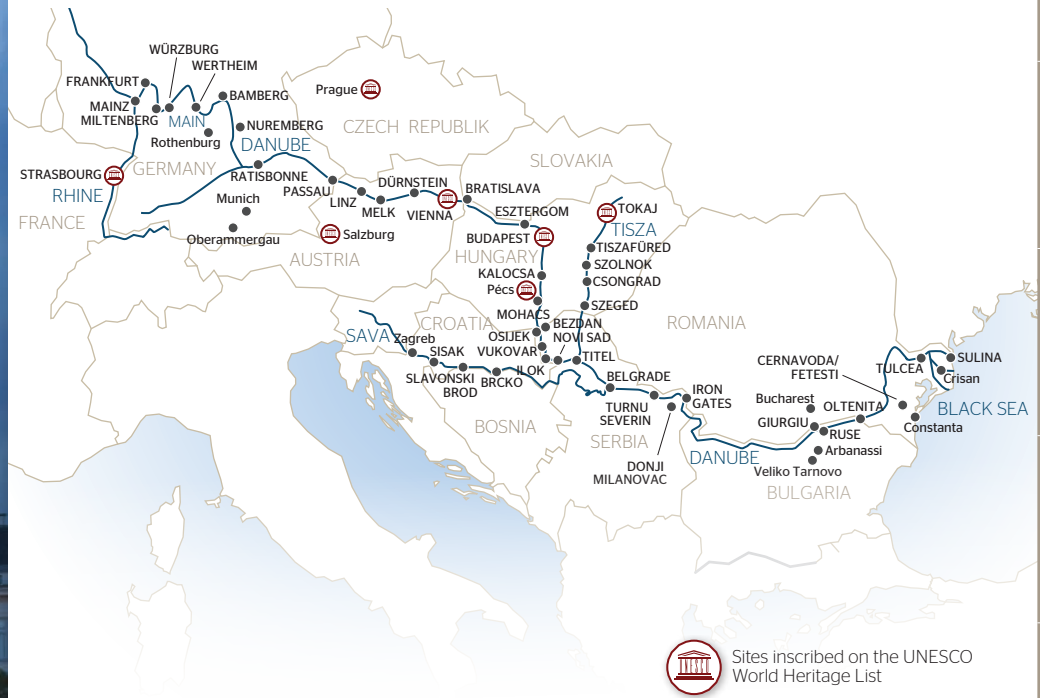 WÜRZBURG
WERTHEIM
FRANKFURT
BAMBERG
Prague
MAINZ
MILTENBERG
MAIN
NUREMBERG
CZECH REPUBLIK
Rothenburg
DANUBE
SLOVAKIA
STRASBOURG
GERMANY
RATISBONNE
RHINE
PASSAU
DÜRNSTEIN
BRATISLAVA
Munich
LINZ
MELK
VIENNA
ESZTERGOM
TOKAJ
FRANCE
TISZA
Oberammergau
Salzburg
BUDAPEST
TISZAFÜRED
AUSTRIA
HUNGARY
SZOLNOK
KALOCSA
CSONGRAD
Pécs
SZEGED
MOHACS
CROATIA
BEZDAN
ROMANIA
SAVA
Zagreb
OSIJEK
NOVI SAD
SISAK
VUKOVAR
TITEL
SULINA
SLAVONSKI
BROD
BRCKO
ILOK
CERNAVODA/
FETESTI
TULCEA
Crisan
BELGRADE
IRON
GATES
Bucharest
TURNU
SEVERIN
OLTENITA
BLACK SEA
GIURGIU
Constanta
BOSNIA
SERBIA
RUSE
Arbanassi
DANUBE
DONJI
MILANOVAC
Veliko Tarnovo
BULGARIA
UNESCO
Sites inscribed on the UNESCO
World Heritage List